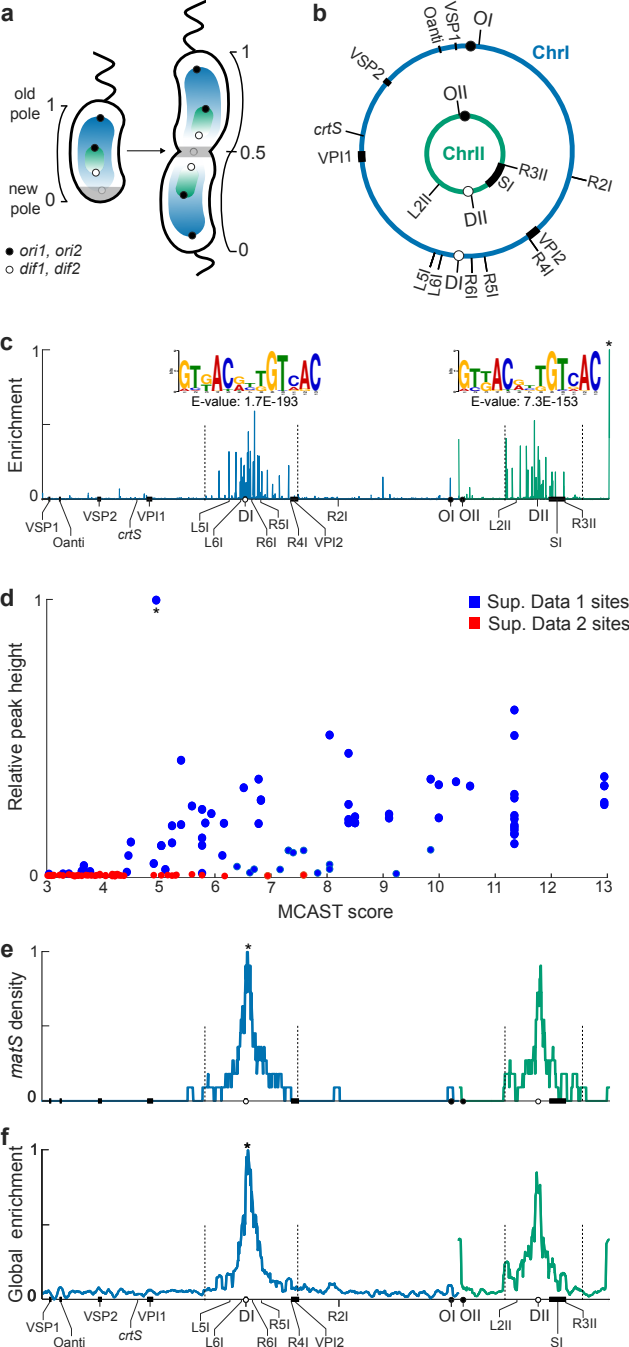 a
old
pole
1
new
pole
0
1
0.5
0
ori1, ori2
dif1, dif2
b
VSP1
Oanti
OI
ChrI
VSP2
OII
crtS
VPI1
ChrII
R3II
SI
R2I
L2II
DII
VPI2
R4I
L5I
L6I
DI
R6I
R5I
c
Enrichment
1
0
GTGACGTTGTCAC
E-value: 1.7E-193
GTTACATTGTCAC
E-value: 7.3E-153
*
VSP1
Oanti
VSP2
crtS
VPI1
L5I
L6I
DI
R6I
R5I
R4I
VPI2
R2I
OI
OII
L2II
DII
SI
R3II
d
Relative peak height
1
0
*
Sup. Data 1 sites
Sup. Data 2 sites
3 4 5 6 7 8 9 10 11 12 13
MCAST score
e
matS density
1
0
*
f
Global enrichment
1
0
*
VSP1
Oanti
VSP2
crtS
VPI1
L5I
L6I
DI
R6I
R5I
R4I
VPI2
R2I
OI
OII
L2II
DII
SI
R3II